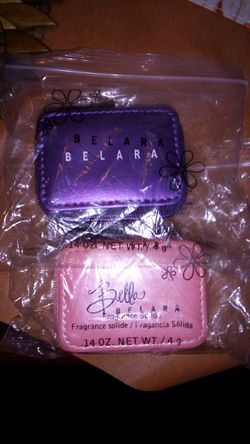 BELARA
BELARA
.14 OZ. NET WT./4 g
Bella
BELARA
Fragrance Solid/
Fragrance solide / Fragancia Sólida
.14 OZ. NET WT./4 g